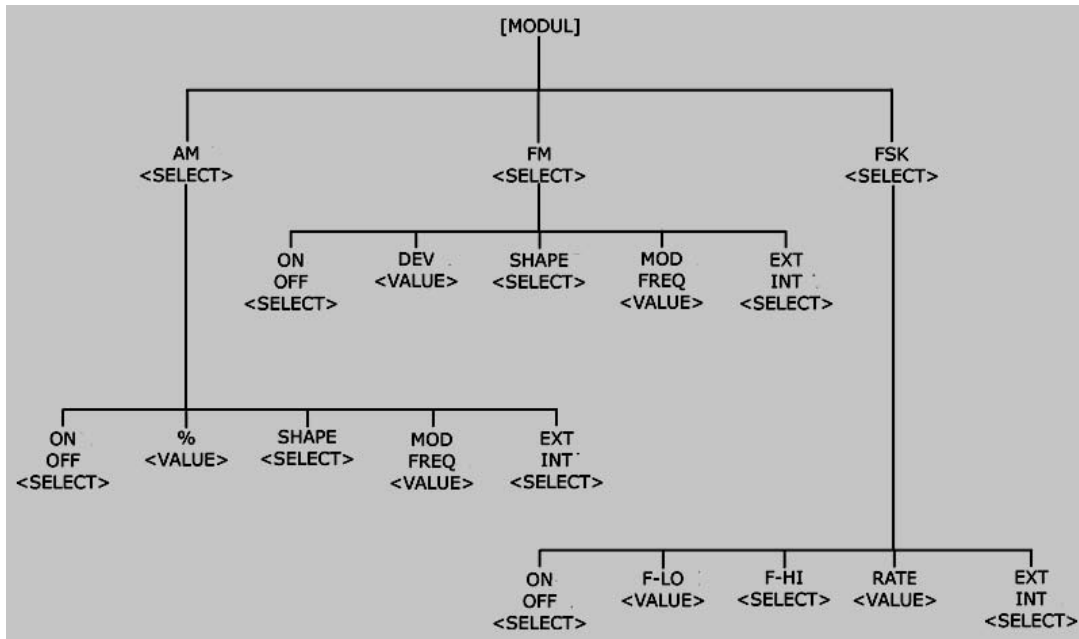 [MODUL]
AM
<SELECT>
FM
<SELECT>
FSK
<SELECT>
ON
OFF
<SELECT>
DEV
<VALUE>
SHAPE
<SELECT>
MOD
FREQ
<VALUE>
EXT
INT
<SELECT>
ON
OFF
<SELECT>
%
<VALUE>
SHAPE
<SELECT>
MOD
FREQ
<VALUE>
EXT
INT
<SELECT>
ON
OFF
<SELECT>
F-LO
<VALUE>
F-HI
<SELECT>
RATE
<VALUE>
EXT
INT
<SELECT>